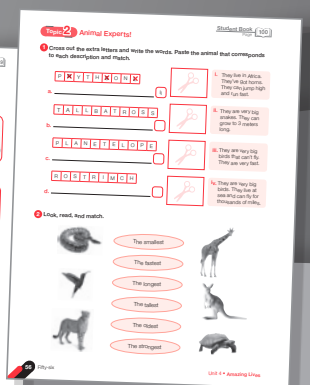 Topic 2 Animal Experts!
Student Book
Page 100
1 Cross out the extra letters and write the words. Paste the animal that corresponds
to each description and match.
P X Y T H X O N X
a.
TALLBATBOSS
b.
PLANETELOPE
c.
BOSTRIMCH
d.
i. They live in Africa.
They've got horns.
They can jump high
and run fast.
ii. They are very big
snakes. They can
grow to 9 meters
long.
iii. They are very big
birds that can't fly.
They are very fast.
iv. They are very big
birds. They live at
sea and can fly for
thousands of miles.
2 Look, read, and match.
The smallest
The fastest
The longest
The tallest
The oldest
The strongest
56 Fifty-six
Unit 4 • Amazing Lives